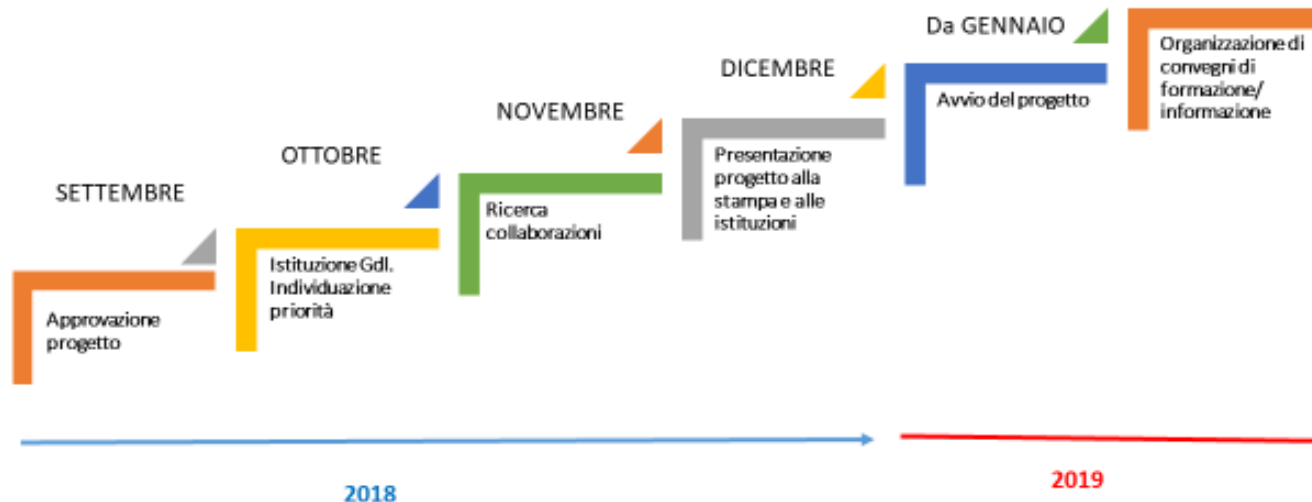 SETTEMBRE
Approvazione
progetto
OTTOBRE
Istituzione Gdl.
Individuazione
priorità
NOVEMBRE
Ricerca
collaborazioni
DICEMBRE
Presentazione
progetto alla
stampa e alle
istituzioni
Da GENNAIO
Avvio del progetto
Organizzazione di
convegni di
formazione/
informazione
2018
2019